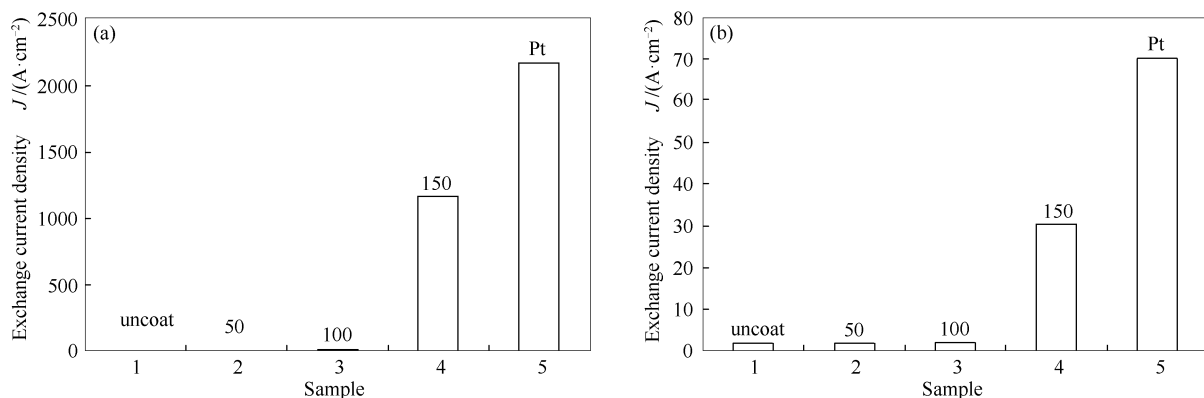 (a)
Exchange current density J/(A·cm⁻²)
2500
2000
1500
1000
500
0
uncoat
50
100
150
Pt
1 2 3 4 5
Sample
(b)
Exchange current density J/(A·cm⁻²)
80
70
60
50
40
30
20
10
0
uncoat
50
100
150
Pt
1 2 3 4 5
Sample